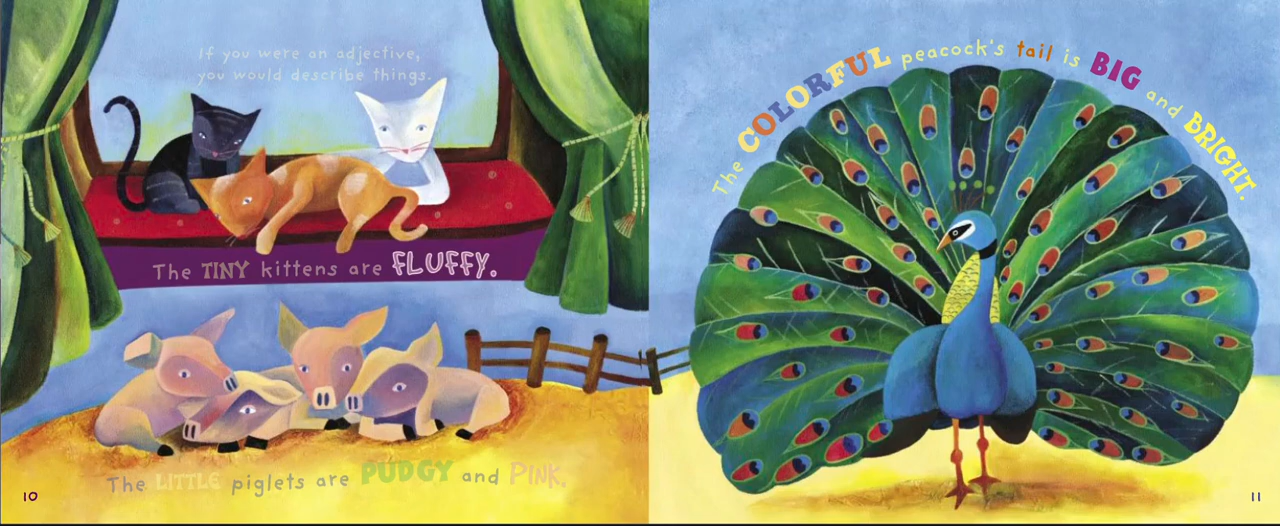 If you were an adjective,
you would describe things.
The TINY kittens are FLUFFY.
The LITTLE piglets are PUDGY and PINK.
10
The COLORFUL peacock's tail is BIG and BRIGHT.
11